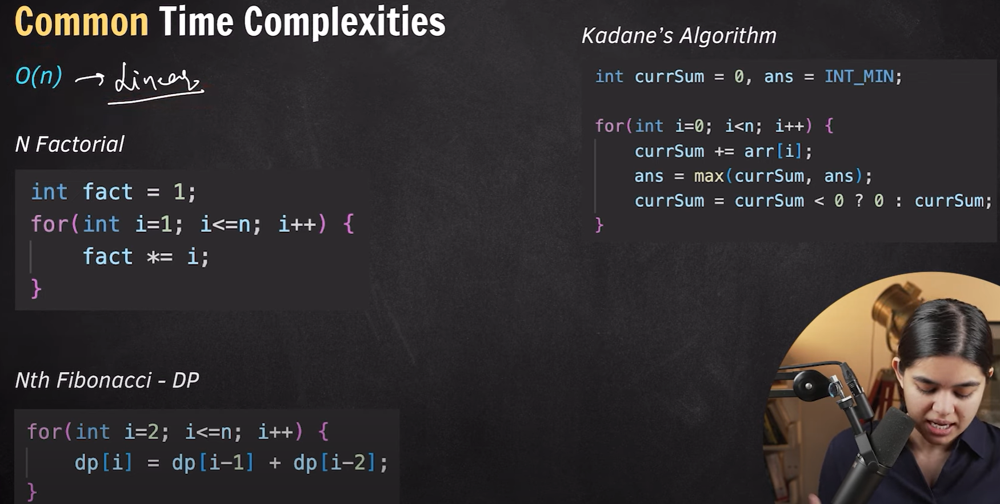 Common Time Complexities
O(n) → Linear
N Factorial
int fact = 1;
for(int i=1; i<=n; i++) {
    fact *= i;
}
Nth Fibonacci - DP
for(int i=2; i<=n; i++) {
    dp[i] = dp[i-1] + dp[i-2];
}
Kadane's Algorithm
int currSum = 0, ans = INT_MIN;
for(int i=0; i<n; i++) {
    currSum += arr[i];
    ans = max(currSum, ans);
    currSum = currSum < 0 ? 0 : currSum;
}